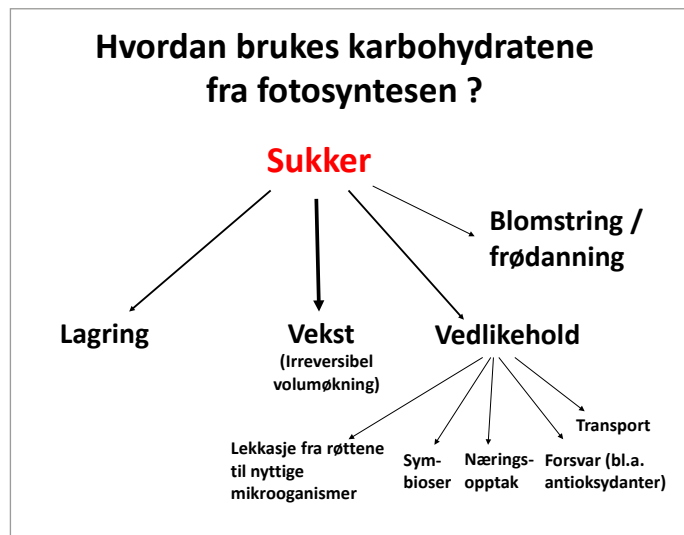 Hvordan brukes karbohydratene
fra fotosyntesen ?
Sukker
Blomstring /
frødanning
Lagring
Vekst
(Irreversibel
volumøkning)
Vedlikehold
Transport
Lekkasje fra røttene
til nyttige
mikrooganismer
Sym-
bioser
Nærings-
opptak
Forsvar (bl.a.
antioksydanter)